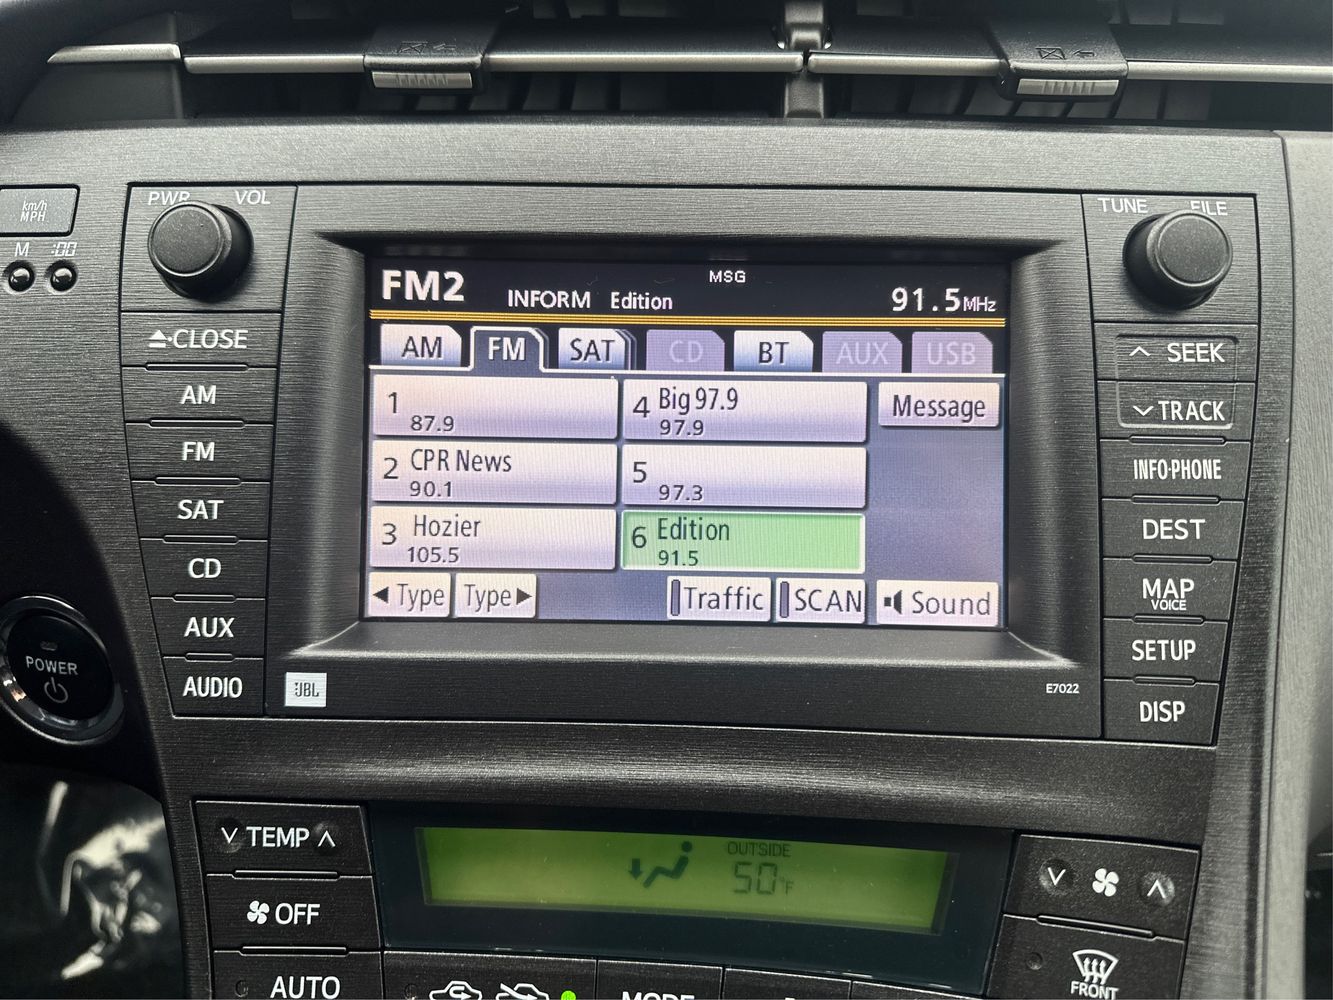 km/h
MPH
M :00
PWR VOL
TUNE FILE
FM2
MSG
INFORM Edition
91.5MHz
AM FM SAT CD BT AUX USB
1
87.9
4 Big 97.9
97.9
Message
2 CPR News
90.1
5
97.3
3 Hozier
105.5
6 Edition
91.5
◀Type Type▶ Traffic SCAN Sound
CLOSE
AM
FM
SAT
CD
AUX
AUDIO
SEEK
TRACK
INFO·PHONE
DEST
MAP
VOICE
SETUP
DISP
POWER
JBL
E7022
TEMP
OFF
AUTO
OUTSIDE
50°F
FRONT
MODE